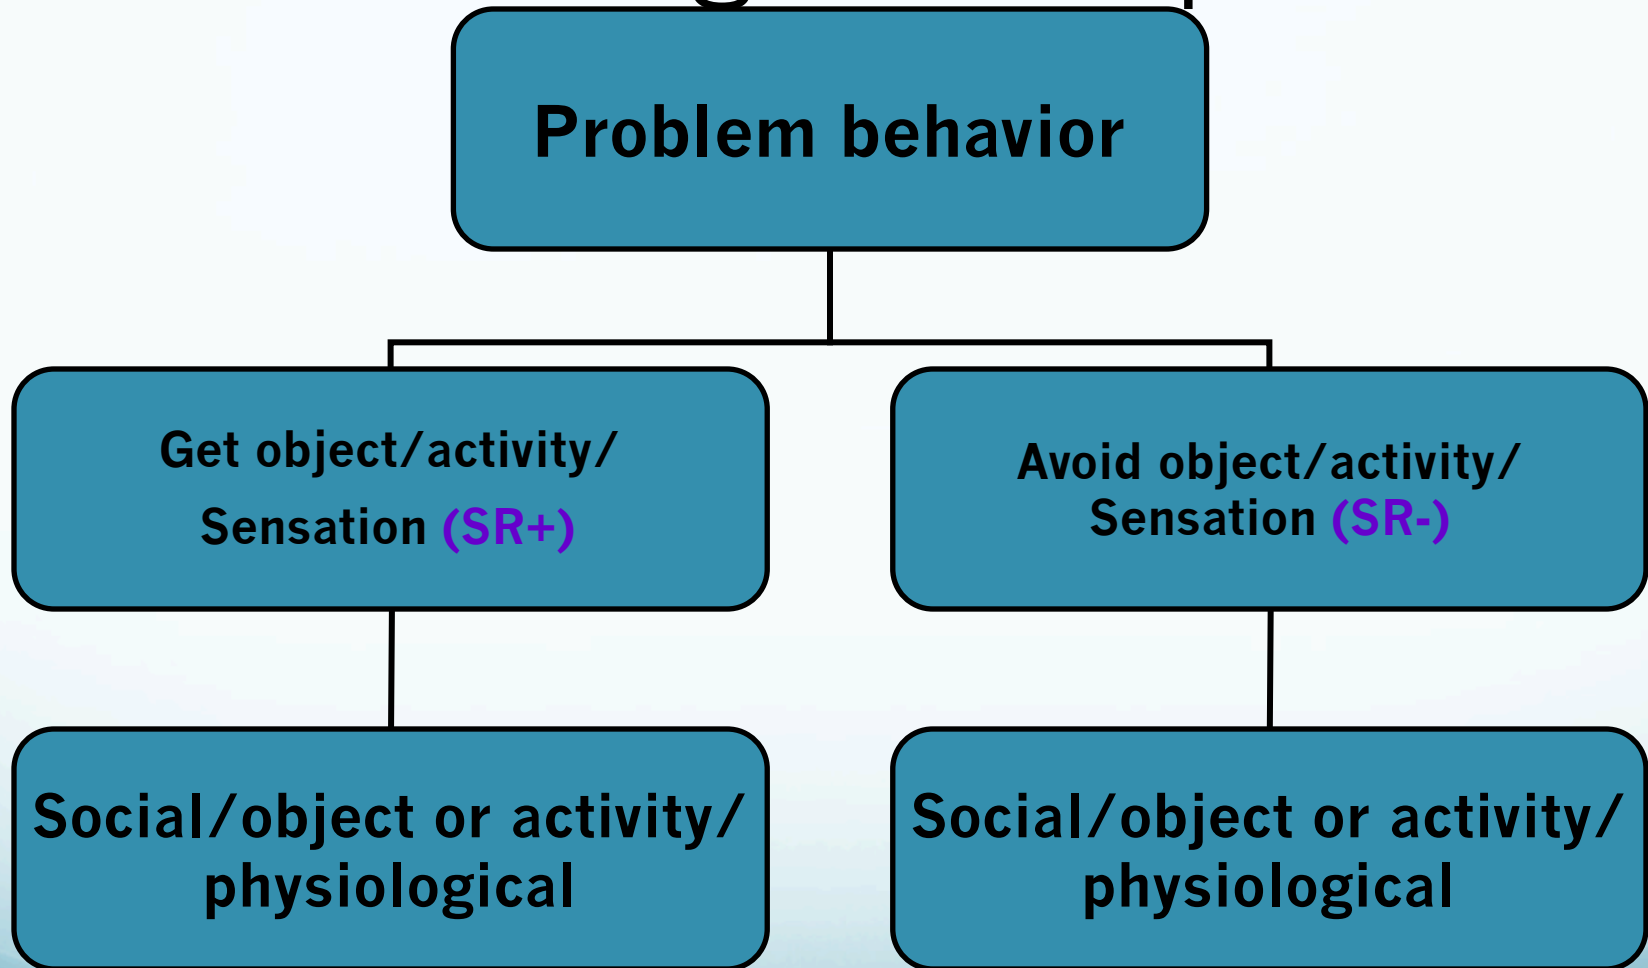 Problem behavior
Get object/activity/
Sensation (SR+)
Avoid object/activity/
Sensation (SR-)
Social/object or activity/
physiological
Social/object or activity/
physiological